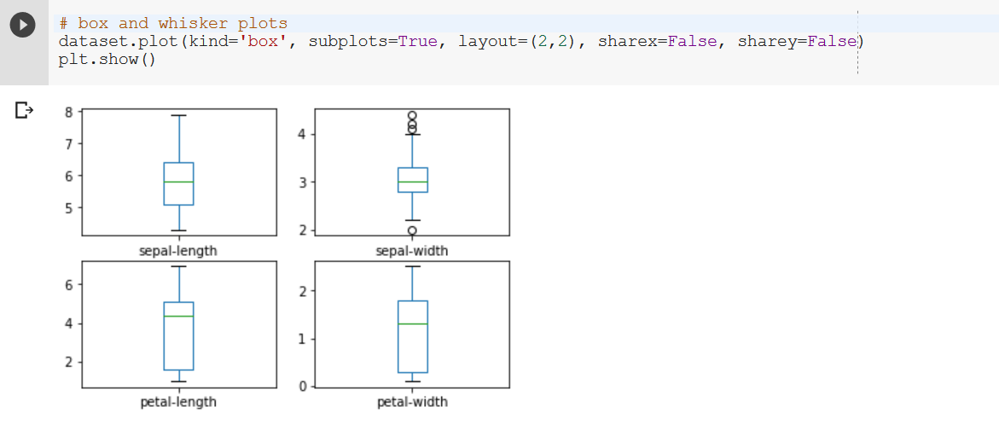 # box and whisker plots
dataset.plot(kind='box', subplots=True, layout=(2,2), sharex=False, sharey=False)
plt.show()
8
7
6
5
sepal-length
4
3
2
sepal-width
6
4
2
petal-length
2
1
0
petal-width